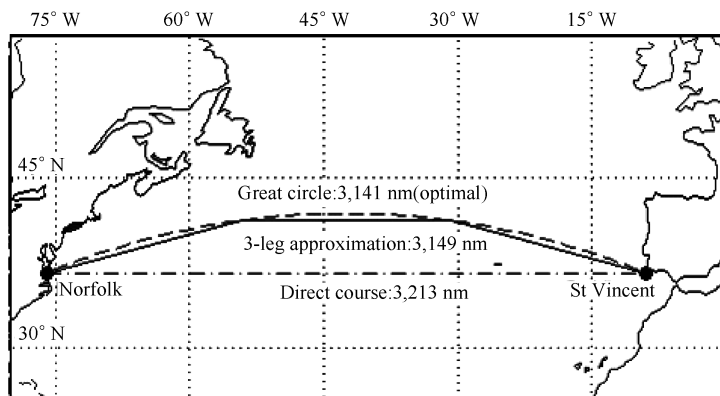 75° W 60° W 45° W 30° W 15° W
45° N
Great circle:3,141 nm(optimal)
3-leg approximation:3,149 nm
Norfolk
Direct course:3,213 nm
St Vincent
30° N